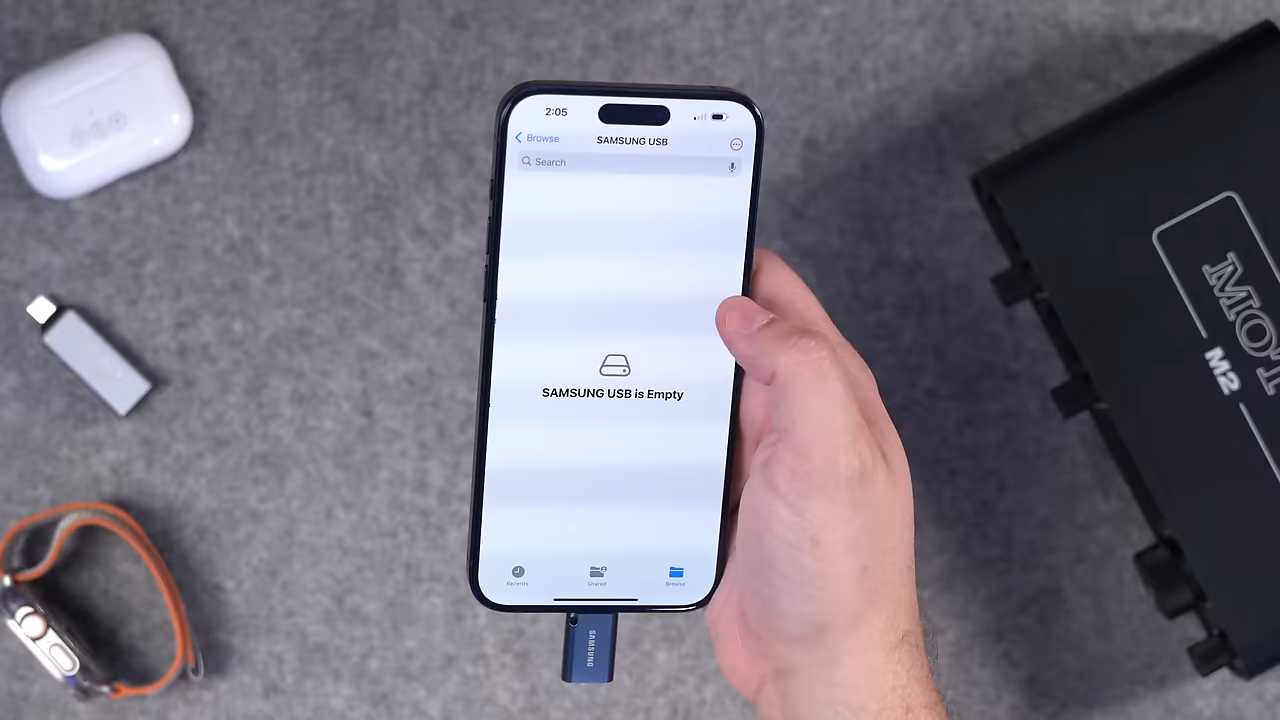 2:05
Browse
SAMSUNG USB
Search
SAMSUNG USB is Empty
Recents
Shared
Browse
SAMSUNG
M2